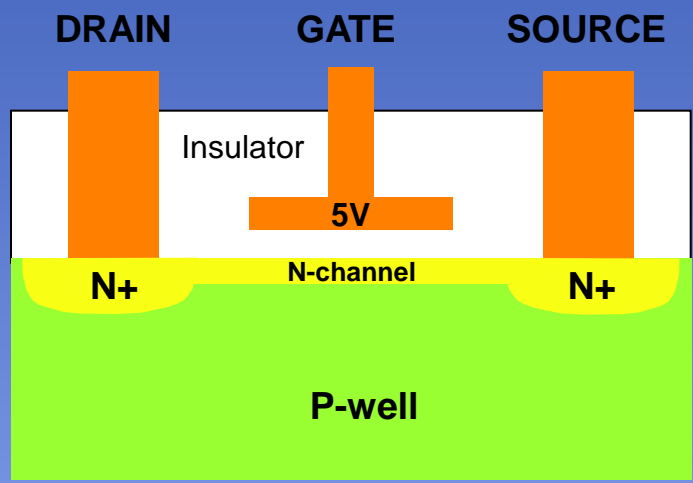 DRAIN GATE SOURCE
Insulator
5V
N-channel
N+ N+
P-well